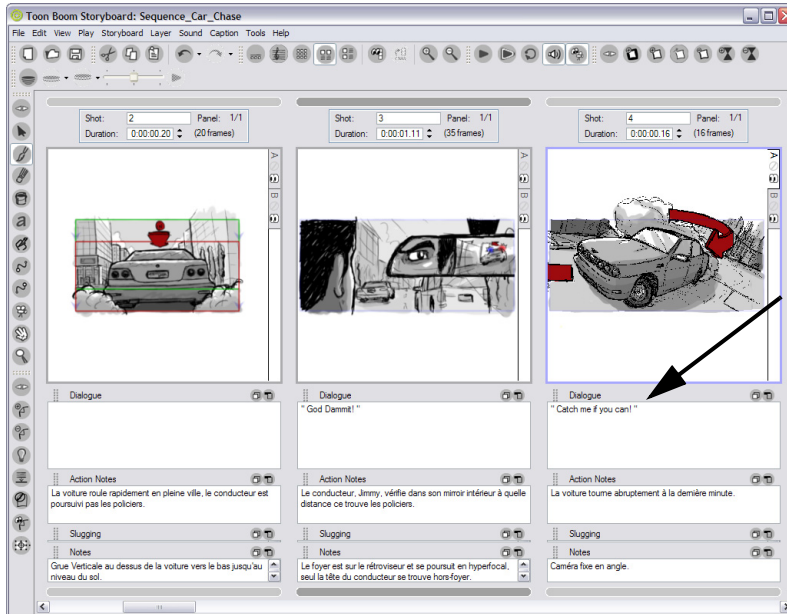 Toon Boom Storyboard: Sequence_Car_Chase
File Edit View Play Storyboard Layer Sound Caption Tools Help
Shot: 2 Panel: 1/1
Duration: 0:00:00.20 (20 frames)
Shot: 3 Panel: 1/1
Duration: 0:00:01.11 (35 frames)
Shot: 4 Panel: 1/1
Duration: 0:00:00.16 (16 frames)
A
B
A
B
A
B
Dialogue
Dialogue
" God Dammit! "
Dialogue
" Catch me if you can! "
Action Notes
La voiture roule rapidement en pleine ville, le conducteur est
poursuivi pas les policiers.
Action Notes
Le conducteur, Jimmy, vérifie dans son mirroir intérieur à quelle
distance ce trouve les policiers.
Action Notes
La voiture tourne abruptement à la dernière minute.
Slugging
Slugging
Slugging
Notes
Grue Verticale au dessus de la voiture vers le bas jusqu'au
niveau du sol.
Notes
Le foyer est sur le rétroviseur et se poursuit en hyperfocal,
seul la tête du conducteur se trouve hors-foyer.
Notes
Caméra fixe en angle.